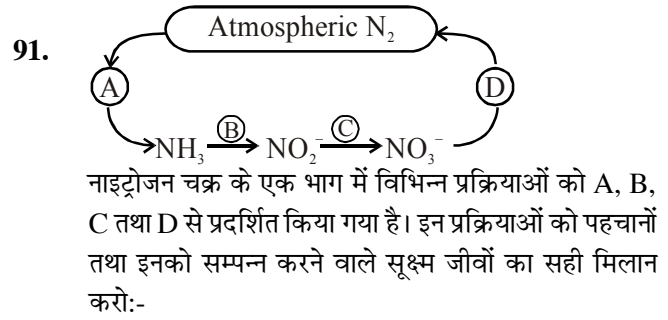 Atmospheric N₂
91.
A
D
NH₃ B NO₂⁻ C NO₃⁻
नाइट्रोजन चक्र के एक भाग में विभिन्न प्रक्रियाओं को A, B,
C तथा D से प्रदर्शित किया गया है। इन प्रक्रियाओं को पहचानों
तथा इनको सम्पन्न करने वाले सूक्ष्म जीवों का सही मिलान
करो:-